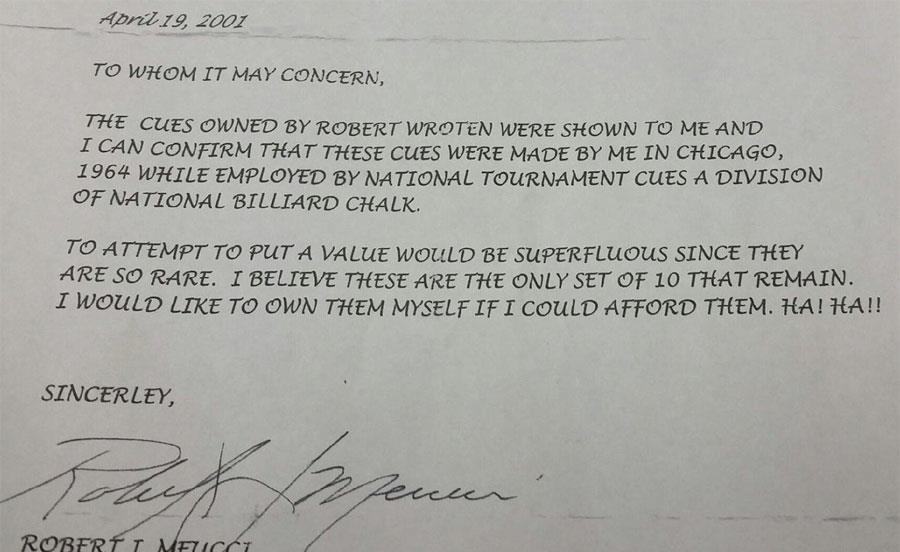 April 19, 2001
TO WHOM IT MAY CONCERN,
THE CUES OWNED BY ROBERT WROTEN WERE SHOWN TO ME AND
I CAN CONFIRM THAT THESE CUES WERE MADE BY ME IN CHICAGO,
1964 WHILE EMPLOYED BY NATIONAL TOURNAMENT CUES A DIVISION
OF NATIONAL BILLIARD CHALK.
TO ATTEMPT TO PUT A VALUE WOULD BE SUPERFLUOUS SINCE THEY
ARE SO RARE. I BELIEVE THESE ARE THE ONLY SET OF 10 THAT REMAIN.
I WOULD LIKE TO OWN THEM MYSELF IF I COULD AFFORD THEM. HA! HA!!
SINCERLEY,
Robert J Meucci
ROBERT J. MEUCCI